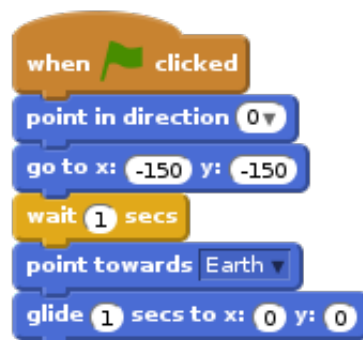 when clicked
point in direction 0
go to x: -150 y: -150
wait 1 secs
point towards Earth
glide 1 secs to x: 0 y: 0